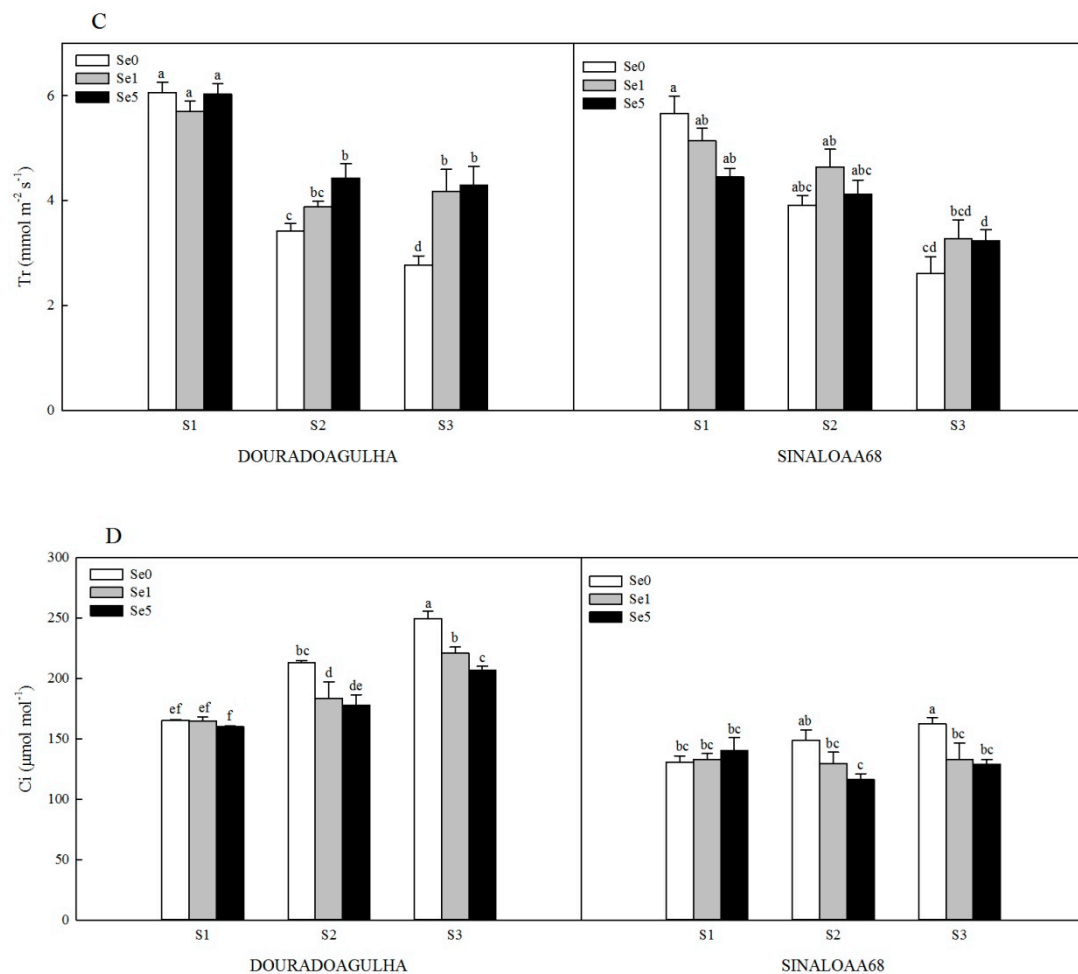 C
Se0
Se1
Se5
a
a
a
c
bc
b
d
b
b
Se0
Se1
Se5
a
ab
ab
abc
ab
abc
cd
bcd
d
6
4
2
0
Tr (mmol m⁻² s⁻¹)
S1 S2 S3
DOURADOAGULHA
S1 S2 S3
SINALOAA68
D
Se0
Se1
Se5
ef
ef
f
bc
d
de
a
b
c
Se0
Se1
Se5
bc
bc
bc
ab
bc
c
a
bc
bc
300
250
200
150
100
50
0
Ci (µmol mol⁻¹)
S1 S2 S3
DOURADOAGULHA
S1 S2 S3
SINALOAA68